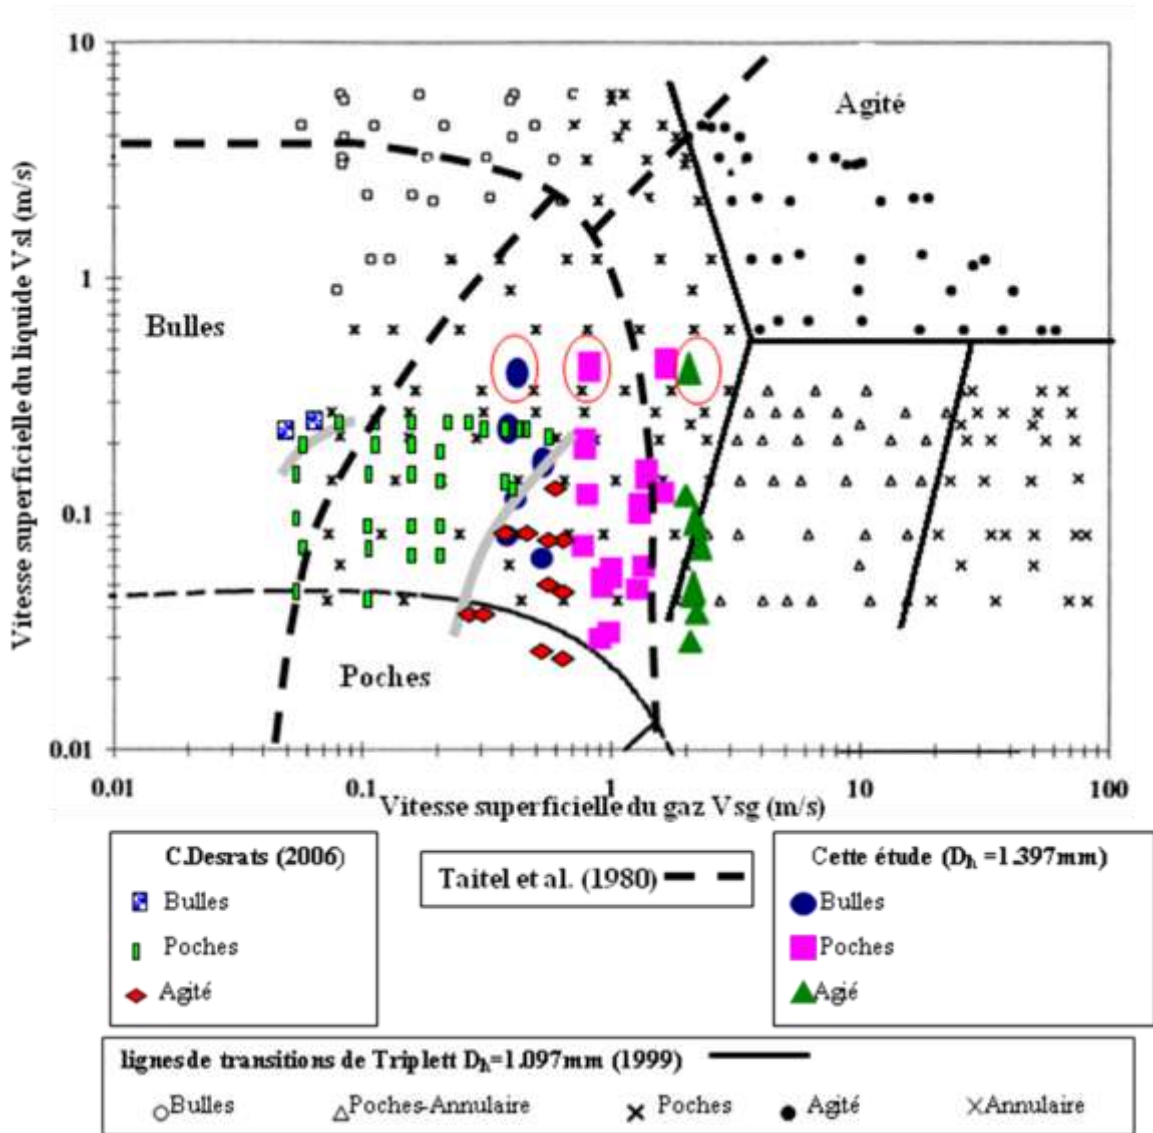 10
1
0.1
0.01
Vitesse superficielle du liquide Vsl (m/s)
Agité
Bulles
Poches
0.01
0.1
1
10
100
Vitesse superficielle du gaz Vsg (m/s)
C.Desrats (2006)
Bulles
Poches
Agité
Taitel et al. (1980)
Cette étude (Dh =1.397mm)
Bulles
Poches
Agié
lignes de transitions de Triplett Dh=1.097mm (1999)
Bulles
Poches-Annulaire
Poches
Agité
Annulaire